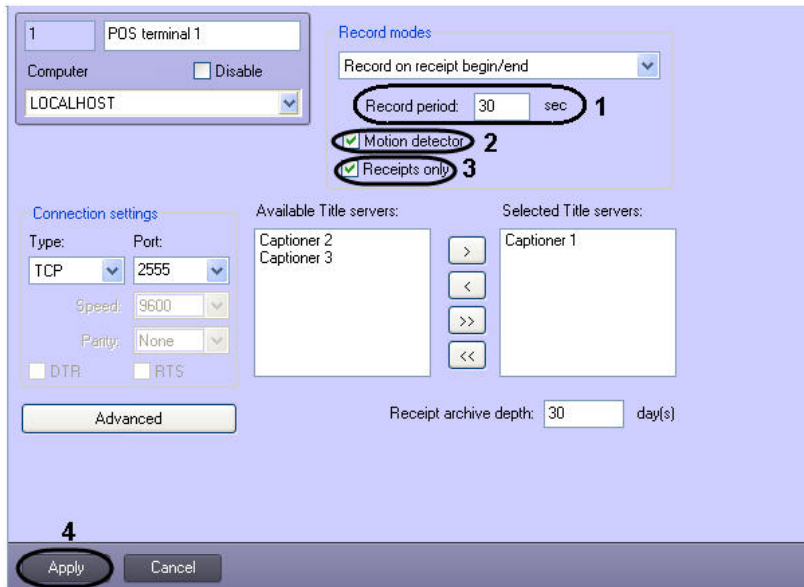 1 POS terminal 1
Computer Disable
LOCALHOST
Record modes
Record on receipt begin/end
Record period: 30 sec 1
Motion detector 2
Receipts only 3
Connection settings
Type: Port:
TCP 2555
Speed: 9600
Parity: None
DTR RTS
Available Title servers:
Captioner 2
Captioner 3
>
<
>>
<<
Selected Title servers:
Captioner 1
Advanced
Receipt archive depth: 30 day(s)
4
Apply Cancel